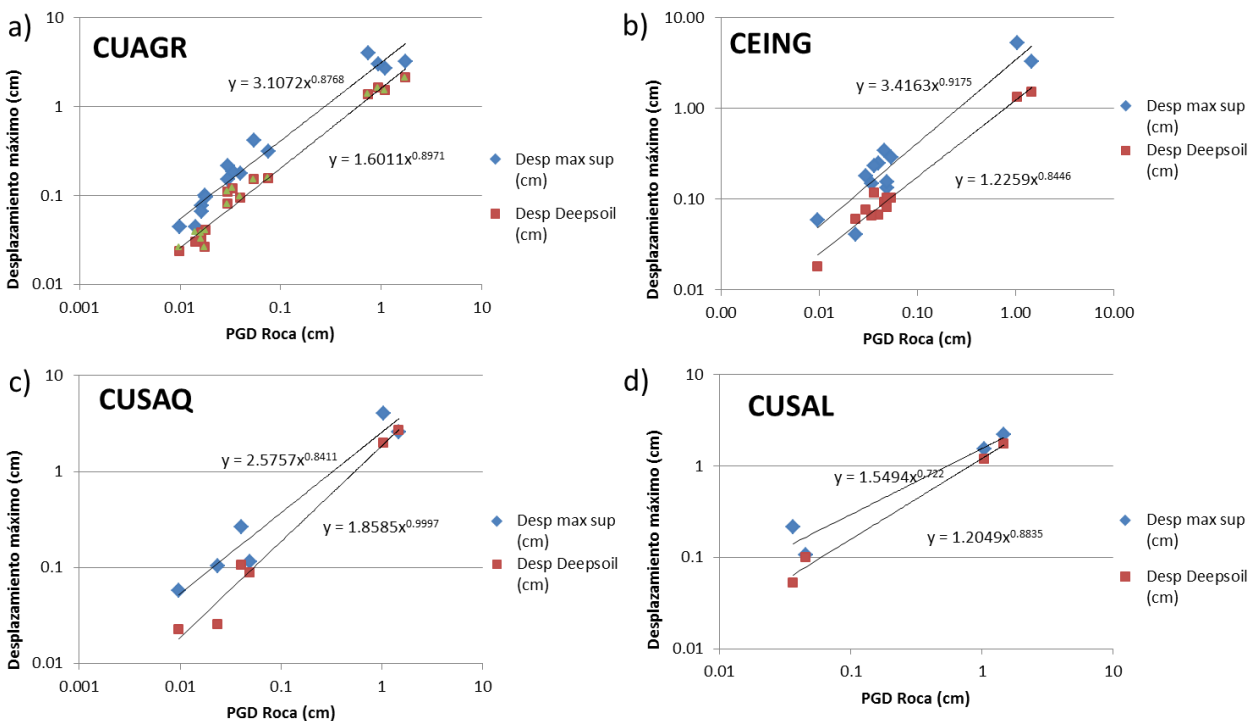 a)
CUAGR
Desplazamiento máximo (cm)
10
1
0.1
0.01
y = 3.1072x^0.8768
y = 1.6011x^0.8971
Desp max sup
(cm)
Desp Deepsoil
(cm)
0.001
0.01
0.1
1
10
PGD Roca (cm)
b)
CEING
Desplazamiento máximo (cm)
10.00
1.00
0.10
0.01
y = 3.4163x^0.9175
y = 1.2259x^0.8446
Desp max sup
(cm)
Desp Deepsoil
(cm)
0.00
0.01
0.10
1.00
10.00
PGD Roca (cm)
c)
CUSAQ
Desplazamiento máximo (cm)
10
1
0.1
0.01
y = 2.5757x^0.8411
y = 1.8585x^0.9997
Desp max sup
(cm)
Desp Deepsoil
(cm)
0.001
0.01
0.1
1
10
PGD Roca (cm)
d)
CUSAL
Desplazamiento máximo (cm)
10
1
0.1
0.01
y = 1.5494x^0.722
y = 1.2049x^0.8835
Desp max sup
(cm)
Desp Deepsoil
(cm)
0.01
0.1
1
10
PGD Roca (cm)